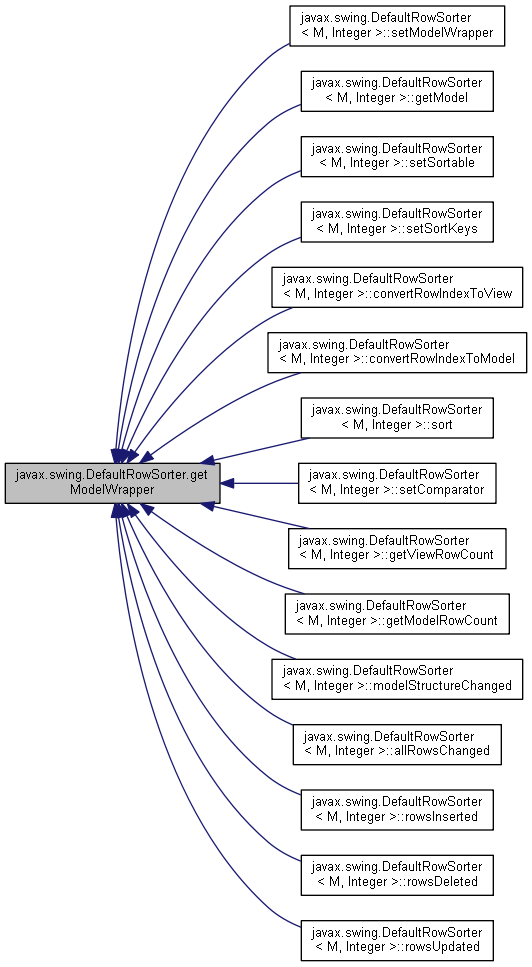 javax.swing.DefaultRowSorter
< M, Integer >::setModelWrapper
javax.swing.DefaultRowSorter
< M, Integer >::getModel
javax.swing.DefaultRowSorter
< M, Integer >::setSortable
javax.swing.DefaultRowSorter
< M, Integer >::setSortKeys
javax.swing.DefaultRowSorter
< M, Integer >::convertRowIndexToView
javax.swing.DefaultRowSorter
< M, Integer >::convertRowIndexToModel
javax.swing.DefaultRowSorter
< M, Integer >::sort
javax.swing.DefaultRowSorter.get
ModelWrapper
javax.swing.DefaultRowSorter
< M, Integer >::setComparator
javax.swing.DefaultRowSorter
< M, Integer >::getViewRowCount
javax.swing.DefaultRowSorter
< M, Integer >::getModelRowCount
javax.swing.DefaultRowSorter
< M, Integer >::modelStructureChanged
javax.swing.DefaultRowSorter
< M, Integer >::allRowsChanged
javax.swing.DefaultRowSorter
< M, Integer >::rowsInserted
javax.swing.DefaultRowSorter
< M, Integer >::rowsDeleted
javax.swing.DefaultRowSorter
< M, Integer >::rowsUpdated